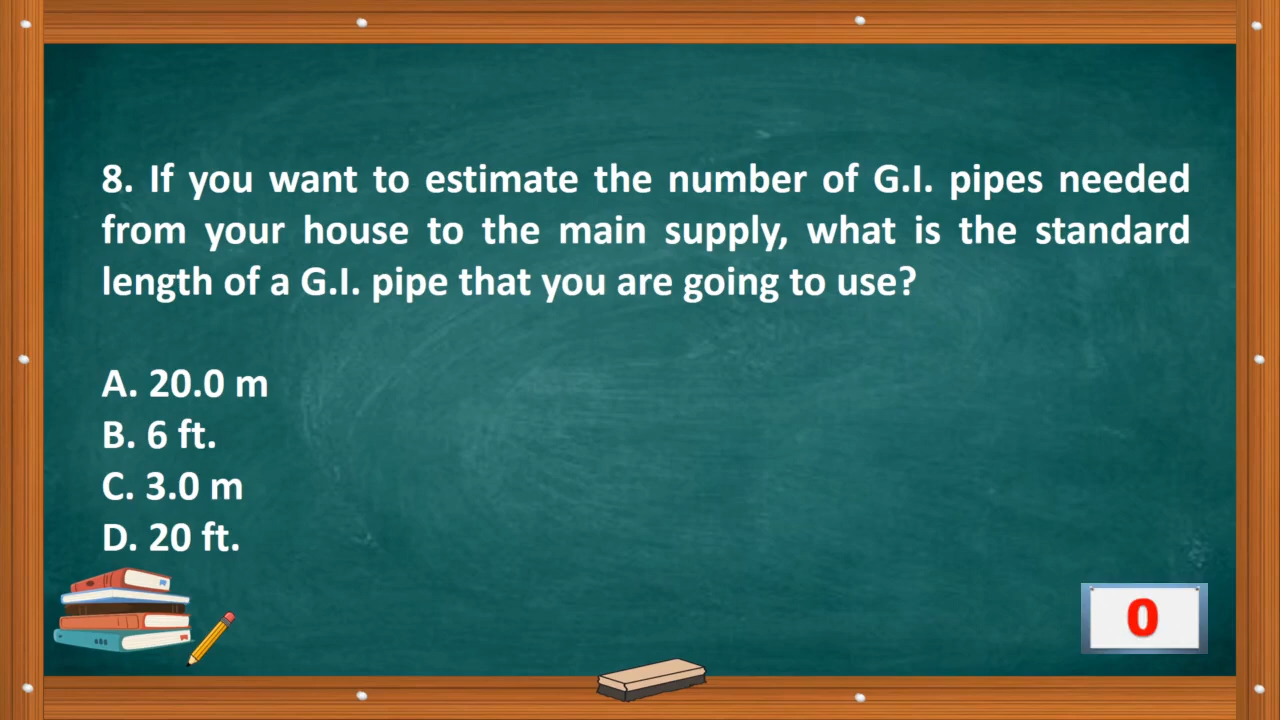 8. If you want to estimate the number of G.I. pipes needed
from your house to the main supply, what is the standard
length of a G.I. pipe that you are going to use?
A. 20.0 m
B. 6 ft.
C. 3.0 m
D. 20 ft.
0